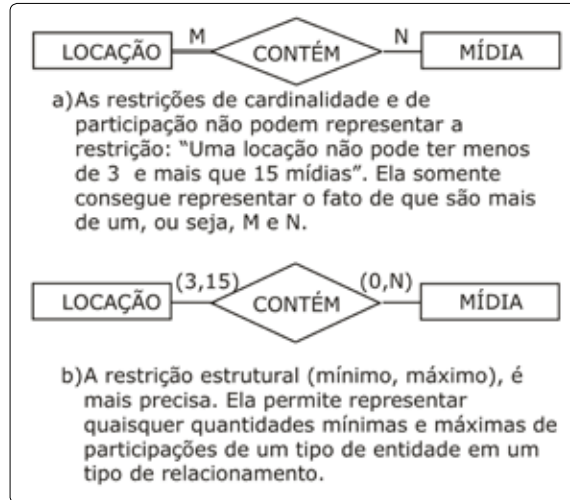 M N
LOCAÇÃO CONTÉM MÍDIA
a)As restrições de cardinalidade e de
participação não podem representar a
restrição: “Uma locação não pode ter menos
de 3 e mais que 15 mídias”. Ela somente
consegue representar o fato de que são mais
de um, ou seja, M e N.
(3,15) (0,N)
LOCAÇÃO CONTÉM MÍDIA
b)A restrição estrutural (mínimo, máximo), é
mais precisa. Ela permite representar
quaisquer quantidades mínimas e máximas de
participações de um tipo de entidade em um
tipo de relacionamento.